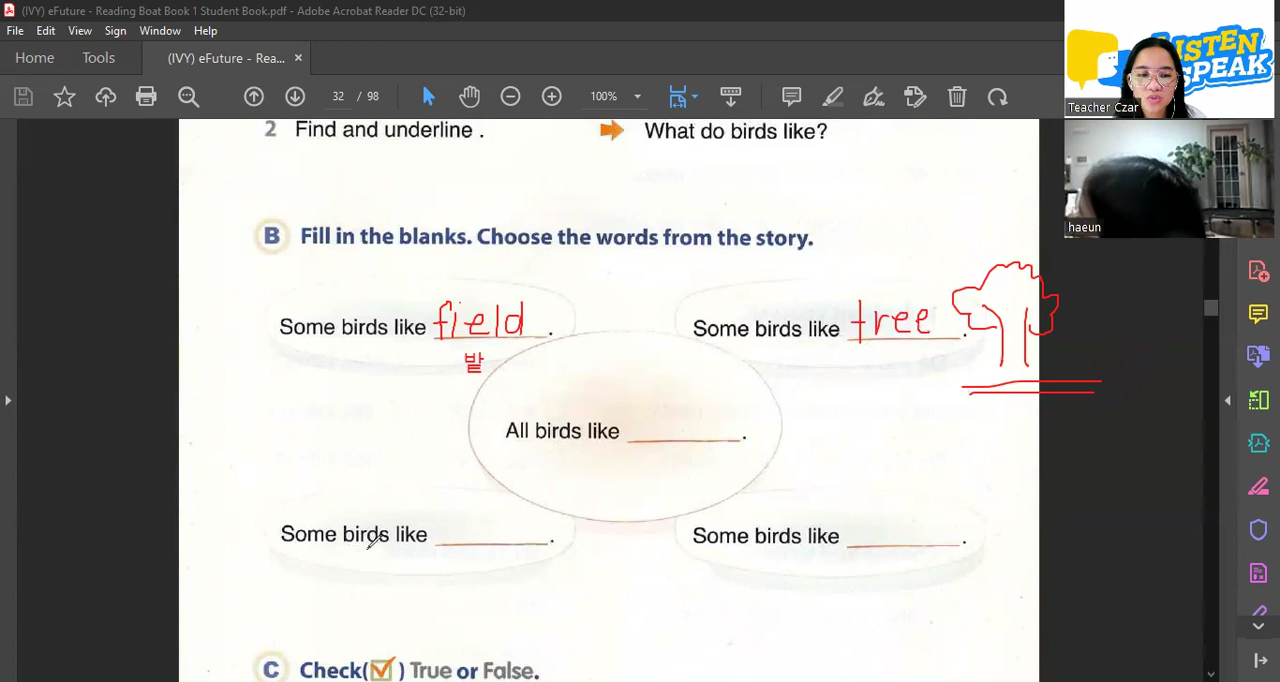 (IVY) eFuture - Reading Boat Book 1 Student Book.pdf - Adobe Acrobat Reader DC (32-bit)
File Edit View Sign Window Help
Home Tools (IVY) eFuture - Rea... ×
32 / 98 100%
LISTEN
SPEAK
Teacher Czar
haeun
2 Find and underline . What do birds like?
B Fill in the blanks. Choose the words from the story.
Some birds like field .
밭
Some birds like tree .
All birds like ________ .
Some birds like ________ .
Some birds like ________ .
C Check( ) True or False.